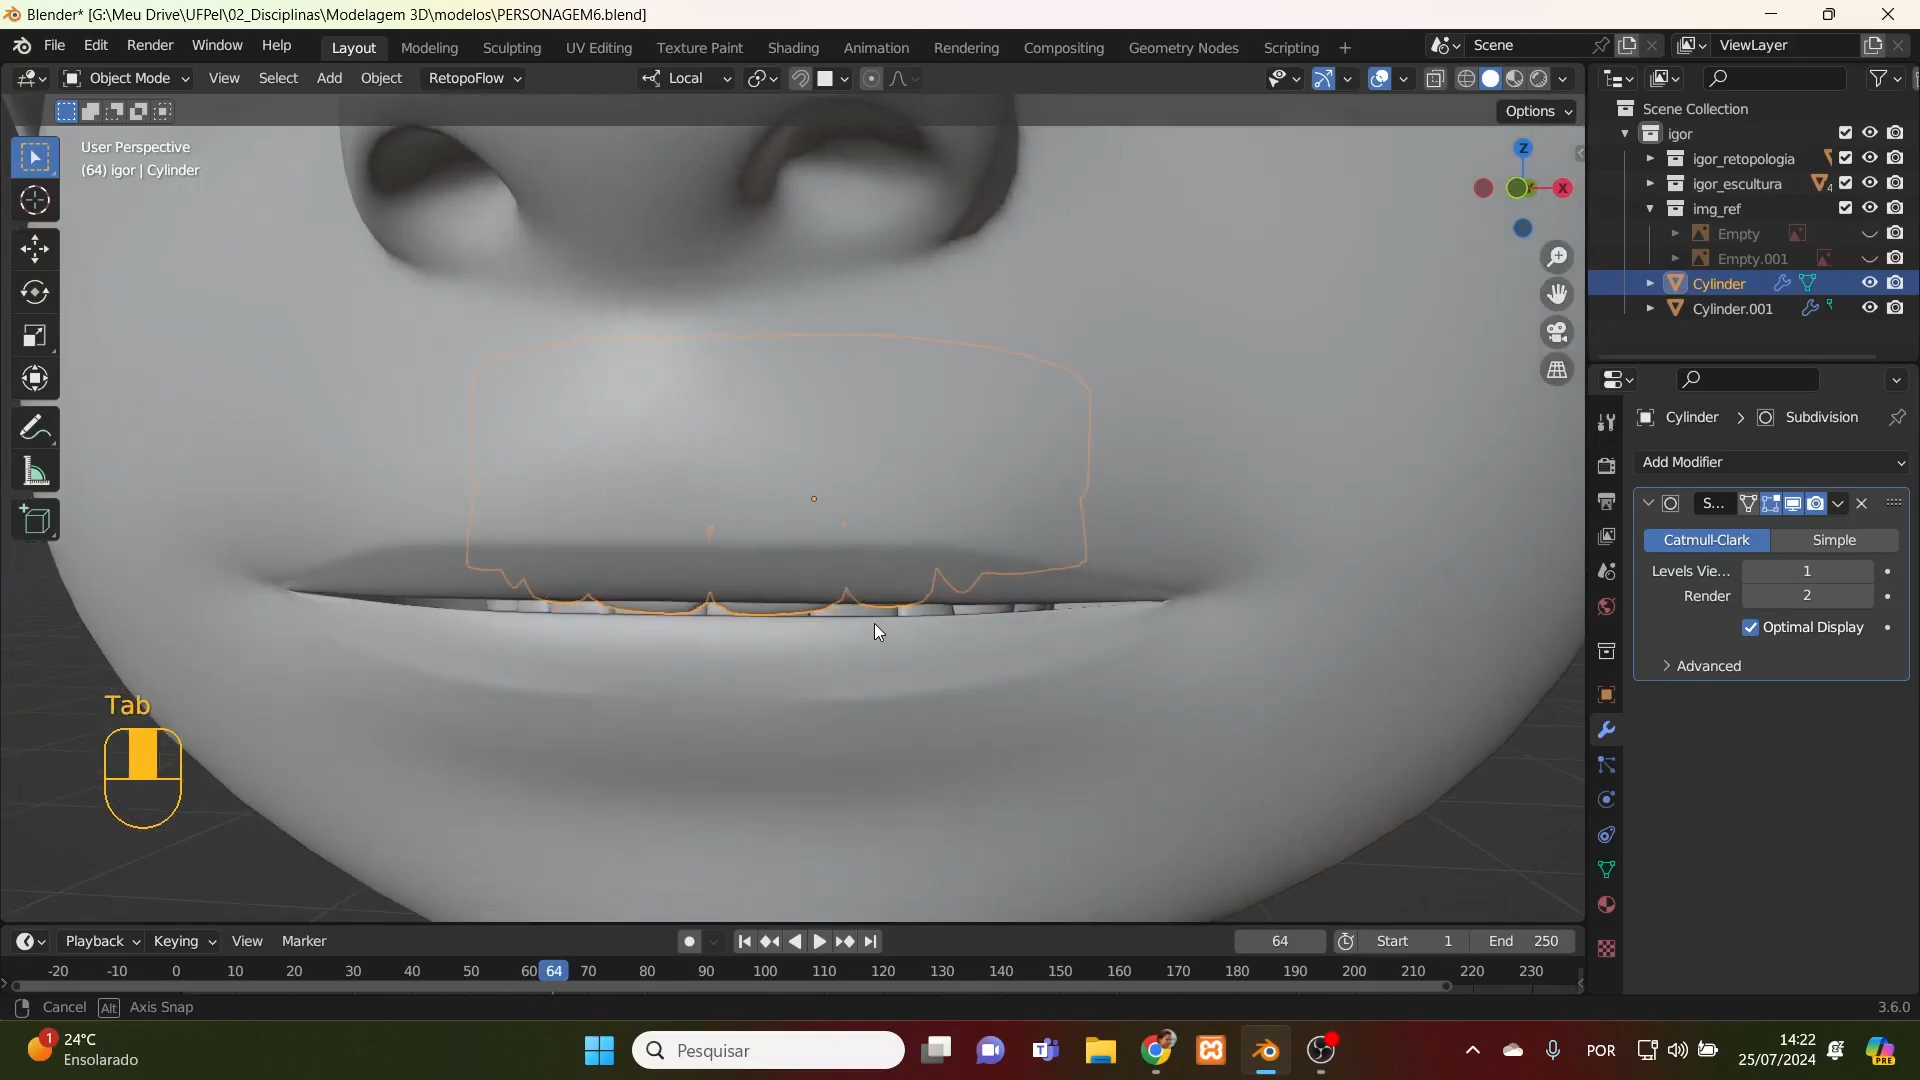 Blender* [G:\Meu Drive\UFPel\02_Disciplinas\Modelagem 3D\modelos\PERSONAGEM6.blend]
File Edit Render Window Help Layout Modeling Sculpting UV Editing Texture Paint Shading Animation Rendering Compositing Geometry Nodes Scripting + Scene ViewLayer
Object Mode View Select Add Object RetopoFlow Local
Options
User Perspective
(64) igor | Cylinder
Z
X
Scene Collection
igor
igor_retopologia
igor_escultura 4
img_ref
Empty
Empty.001
Cylinder
Cylinder.001
Cylinder > Subdivision
Add Modifier
S...
Catmull-Clark Simple
Levels Vie... 1
Render 2
Optimal Display
Advanced
Tab
Playback Keying View Marker 64 Start 1 End 250
-20 -10 0 10 20 30 40 50 60 64 70 80 90 100 110 120 130 140 150 160 170 180 190 200 210 220 230
Cancel Alt Axis Snap 3.6.0
1 24°C
Ensolarado
Pesquisar
POR
14:22
25/07/2024
PRE